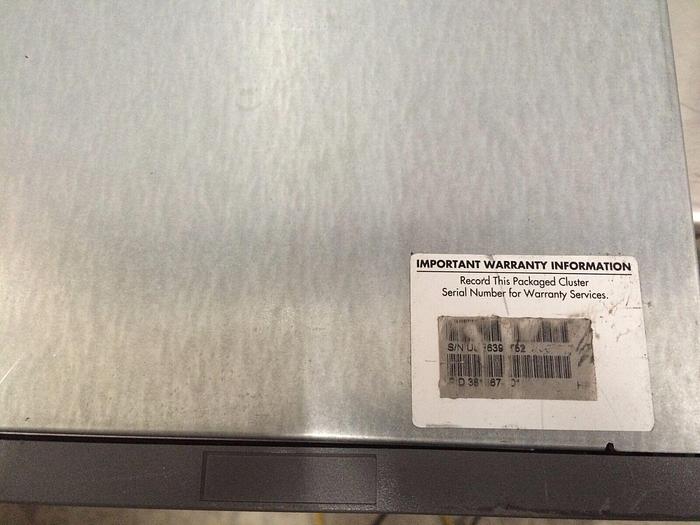 IMPORTANT WARRANTY INFORMATION
Record This Packaged Cluster
Serial Number for Warranty Services.
S/N